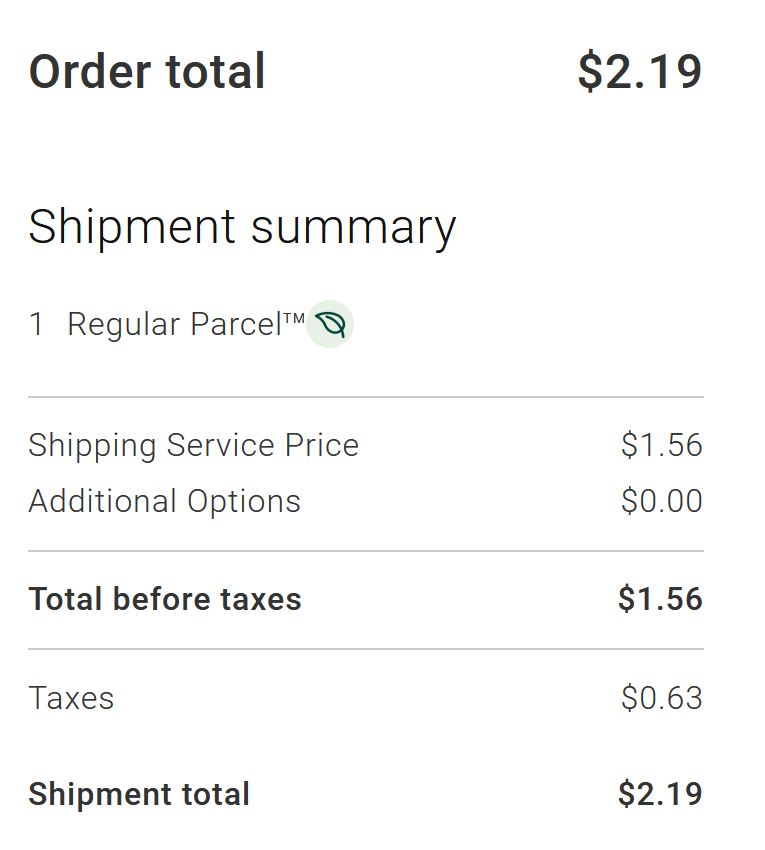 Order total $2.19
Shipment summary
1 Regular Parcel™
Shipping Service Price $1.56
Additional Options $0.00
Total before taxes $1.56
Taxes $0.63
Shipment total $2.19